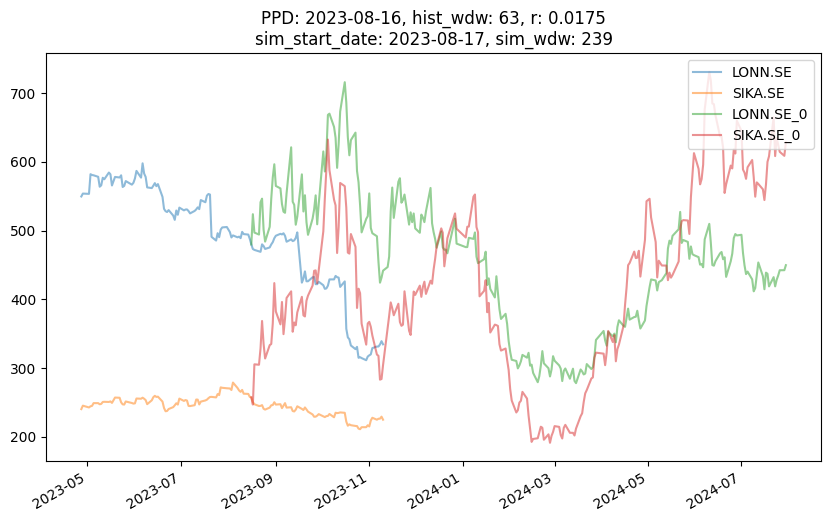 PPD: 2023-08-16, hist_wdw: 63, r: 0.0175
sim_start_date: 2023-08-17, sim_wdw: 239
LONN.SE
SIKA.SE
LONN.SE_0
SIKA.SE_0
700
600
500
400
300
200
2023-05
2023-07
2023-09
2023-11
2024-01
2024-03
2024-05
2024-07